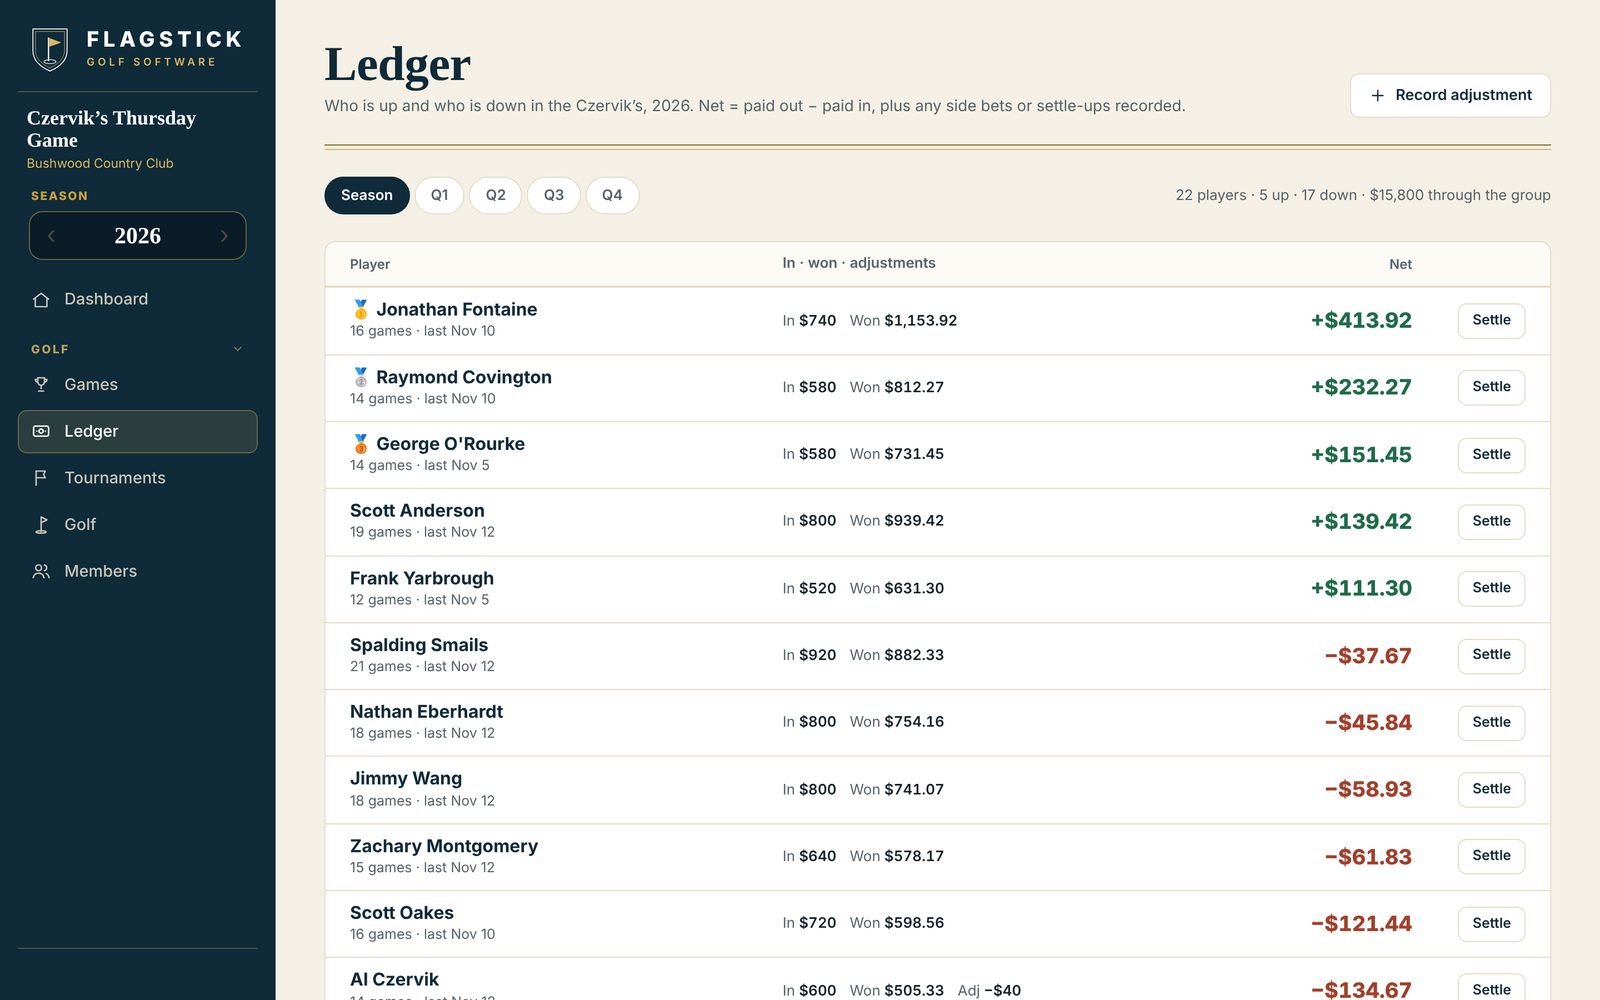 FLAGSTICK
GOLF SOFTWARE
Czervik’s Thursday
Game
Bushwood Country Club
SEASON
2026
Dashboard
GOLF
Games
Ledger
Tournaments
Golf
Members
Ledger
Who is up and who is down in the Czervik’s, 2026. Net = paid out − paid in, plus any side bets or settle-ups recorded.
+ Record adjustment
Season Q1 Q2 Q3 Q4
22 players · 5 up · 17 down · $15,800 through the group
Player In · won · adjustments Net
Jonathan Fontaine
16 games · last Nov 10
In $740 Won $1,153.92 +$413.92 Settle
Raymond Covington
14 games · last Nov 10
In $580 Won $812.27 +$232.27 Settle
George O'Rourke
14 games · last Nov 5
In $580 Won $731.45 +$151.45 Settle
Scott Anderson
19 games · last Nov 12
In $800 Won $939.42 +$139.42 Settle
Frank Yarbrough
12 games · last Nov 5
In $520 Won $631.30 +$111.30 Settle
Spalding Smails
21 games · last Nov 12
In $920 Won $882.33 −$37.67 Settle
Nathan Eberhardt
18 games · last Nov 12
In $800 Won $754.16 −$45.84 Settle
Jimmy Wang
18 games · last Nov 12
In $800 Won $741.07 −$58.93 Settle
Zachary Montgomery
15 games · last Nov 12
In $640 Won $578.17 −$61.83 Settle
Scott Oakes
16 games · last Nov 10
In $720 Won $598.56 −$121.44 Settle
Al Czervik
In $600 Won $505.33 Adj −$40 −$134.67 Settle